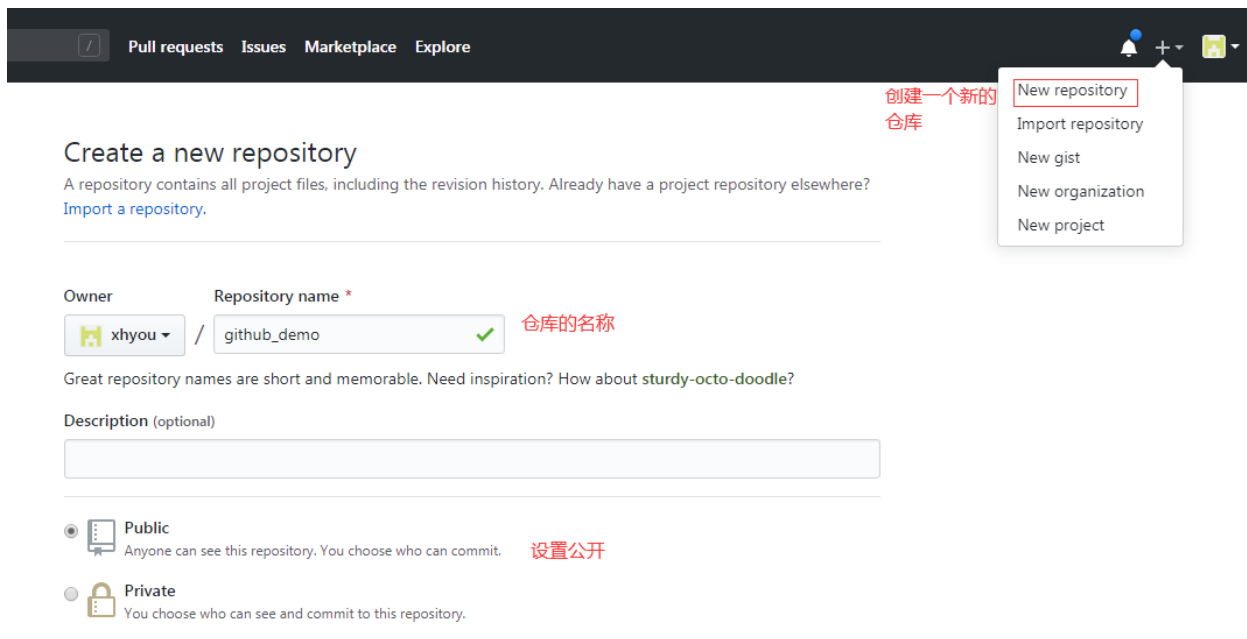 /
Pull requests Issues Marketplace Explore
创建一个新的
仓库
New repository
Import repository
New gist
New organization
New project
Create a new repository
A repository contains all project files, including the revision history. Already have a project repository elsewhere?
Import a repository.
Owner
Repository name *
xhyou / github_demo
仓库的名称
Great repository names are short and memorable. Need inspiration? How about sturdy-octo-doodle?
Description (optional)
Public
Anyone can see this repository. You choose who can commit.
设置公开
Private
You choose who can see and commit to this repository.